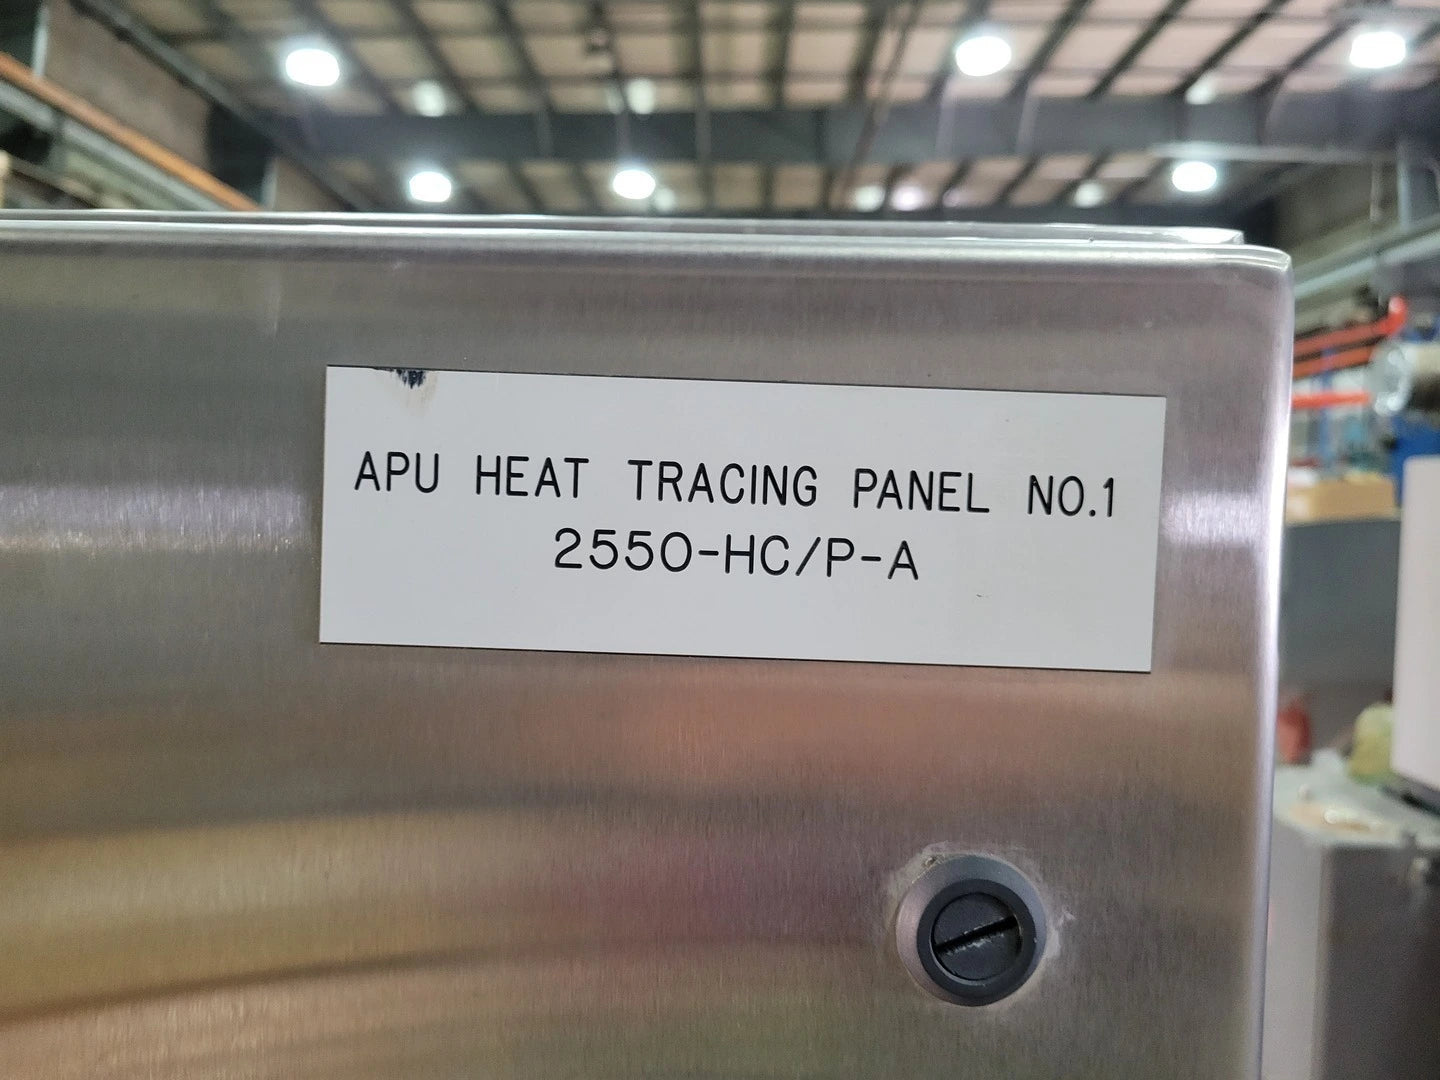 APU HEAT TRACING PANEL NO.1
2550-HC/P-A